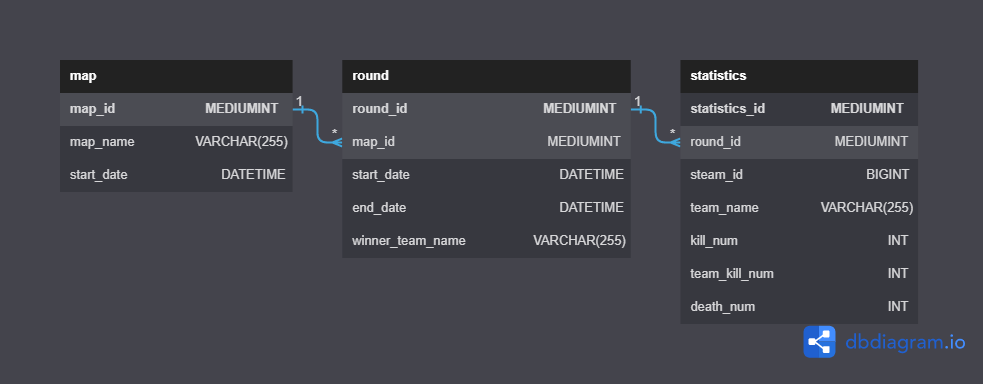 map
map_id MEDIUMINT
map_name VARCHAR(255)
start_date DATETIME
1
*
round
round_id MEDIUMINT
map_id MEDIUMINT
start_date DATETIME
end_date DATETIME
winner_team_name VARCHAR(255)
1
*
statistics
statistics_id MEDIUMINT
round_id MEDIUMINT
steam_id BIGINT
team_name VARCHAR(255)
kill_num INT
team_kill_num INT
death_num INT
dbdiagram.io